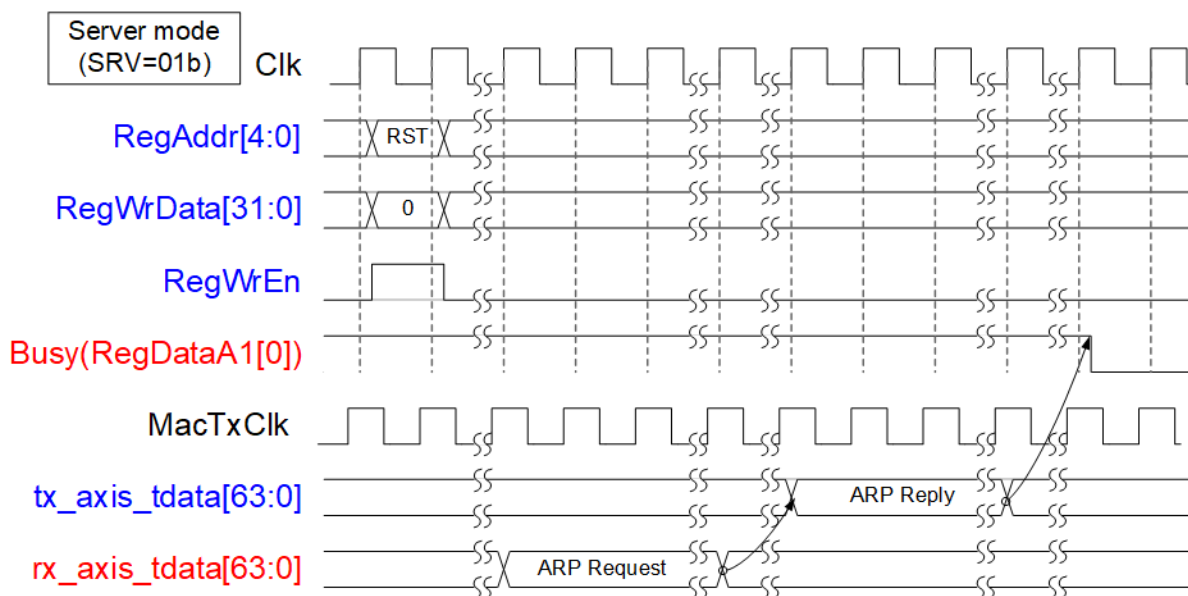 Server mode
(SRV=01b)
Clk
RegAddr[4:0]
RST
RegWrData[31:0]
0
RegWrEn
Busy(RegDataA1[0])
MacTxClk
tx_axis_tdata[63:0]
ARP Reply
rx_axis_tdata[63:0]
ARP Request